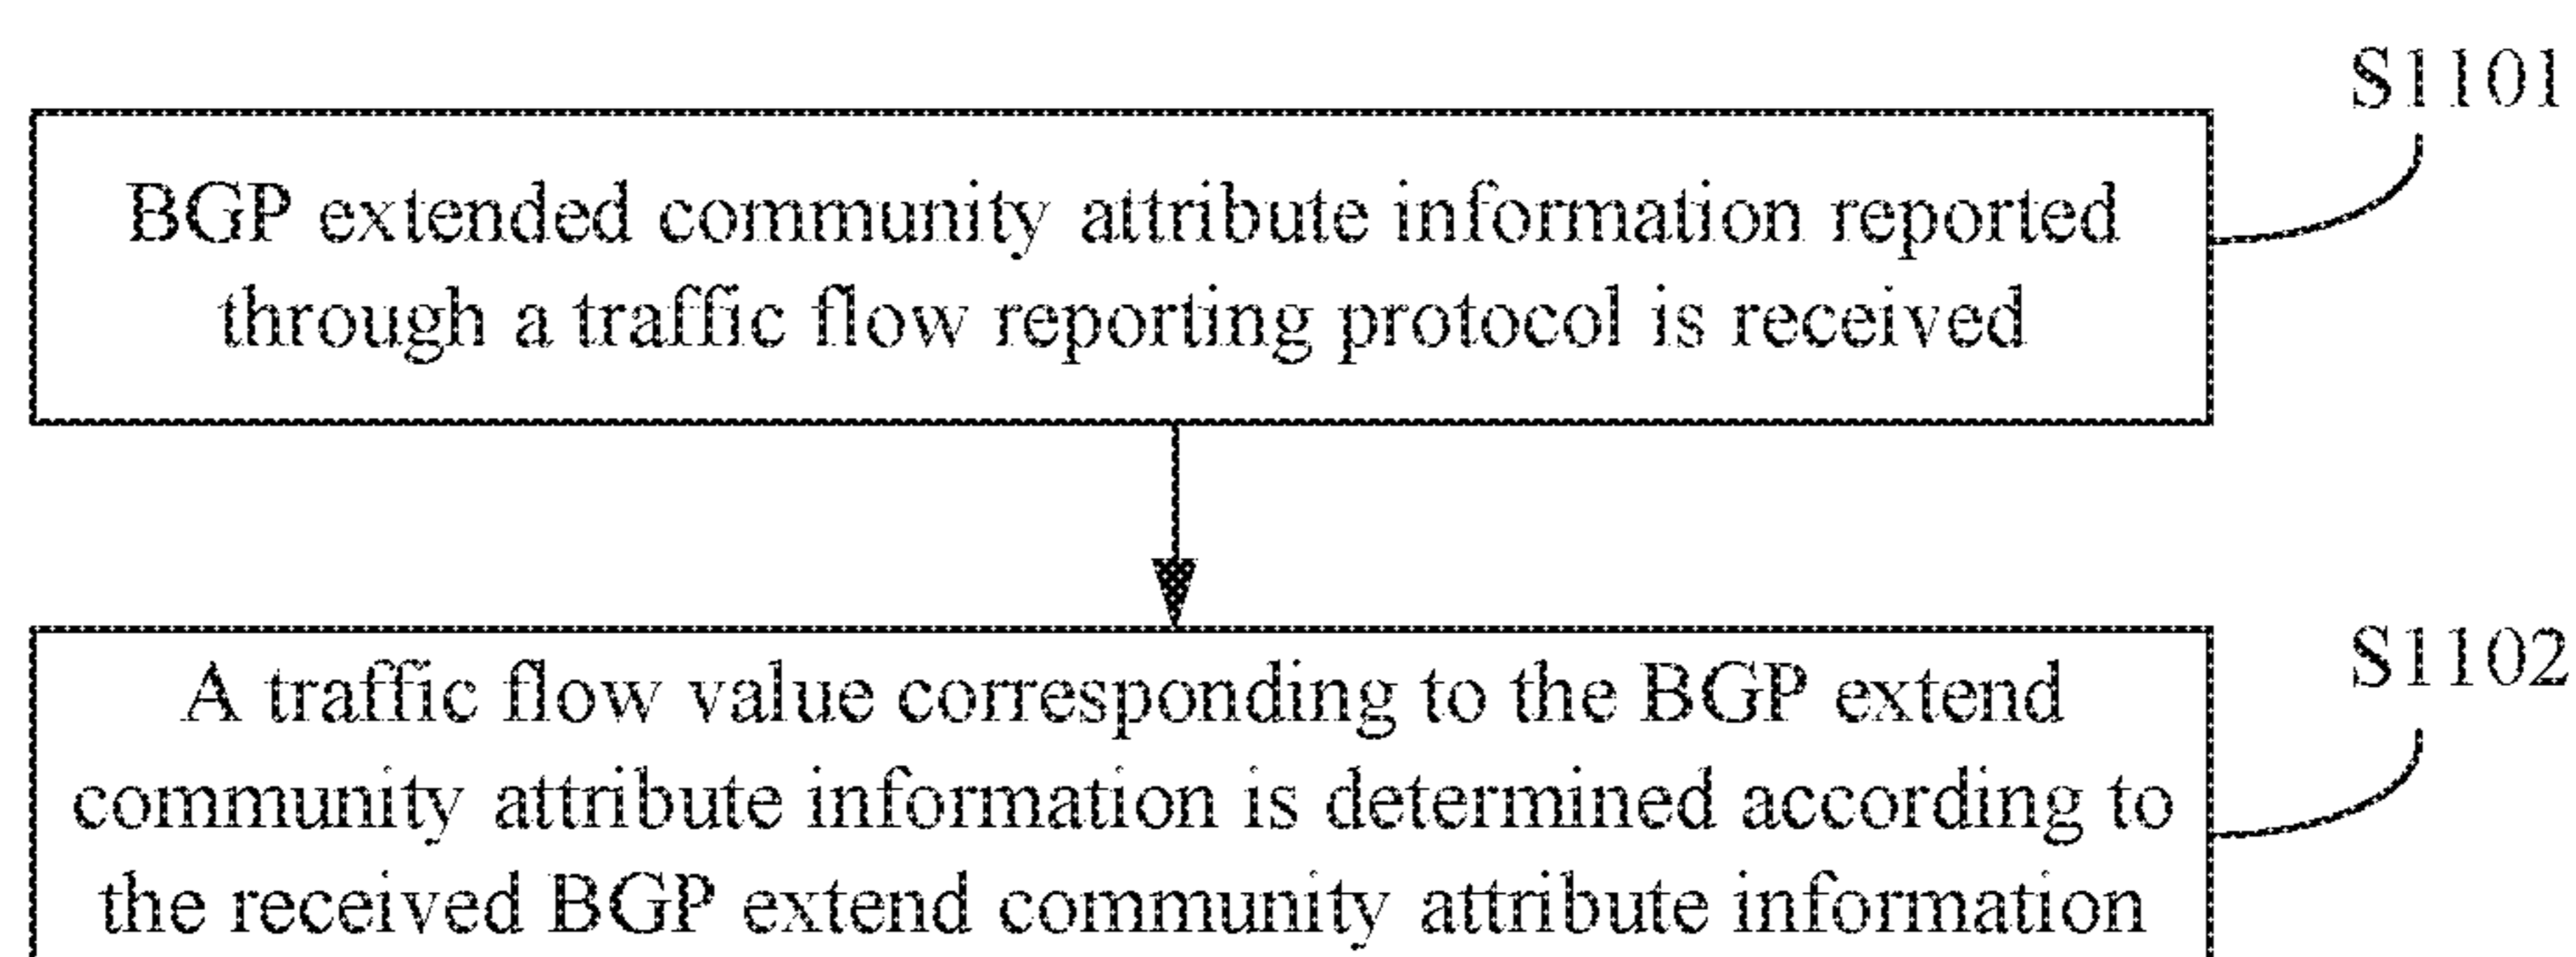 S1101
BGP extended community attribute information reported
through a traffic flow reporting protocol is received
S1102
A traffic flow value corresponding to the BGP extend
community attribute information is determined according to
the received BGP extend community attribute information